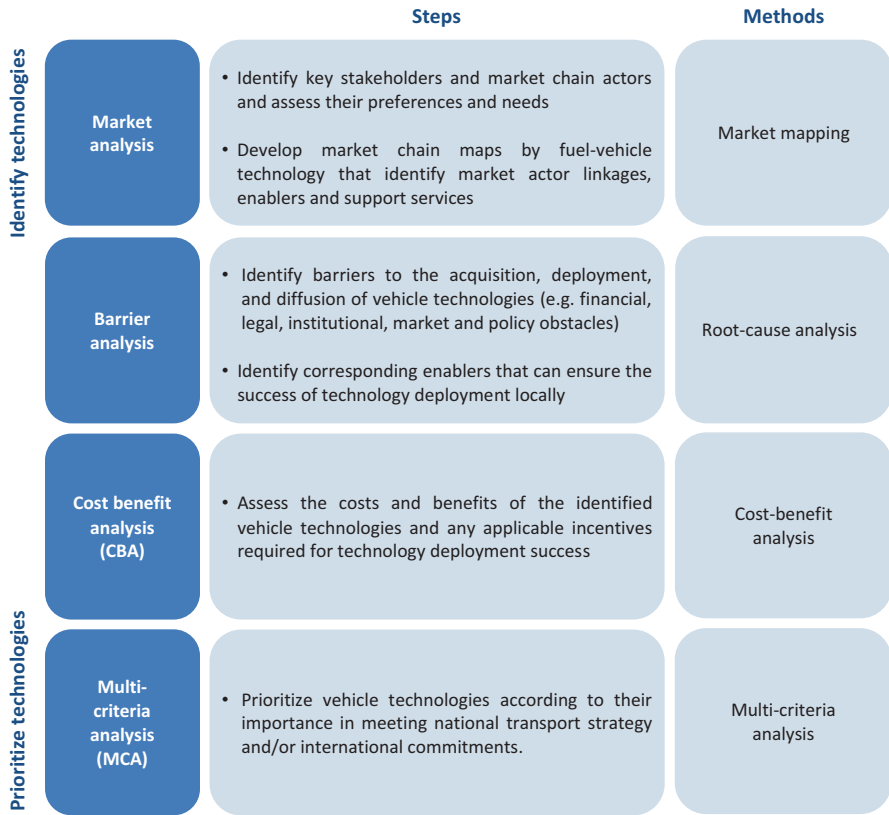 Steps
Methods
Identify technologies
Market
analysis
• Identify key stakeholders and market chain actors
and assess their preferences and needs
• Develop market chain maps by fuel-vehicle
technology that identify market actor linkages,
enablers and support services
Market mapping
Barrier
analysis
• Identify barriers to the acquisition, deployment,
and diffusion of vehicle technologies (e.g. financial,
legal, institutional, market and policy obstacles)
• Identify corresponding enablers that can ensure the
success of technology deployment locally
Root-cause analysis
Prioritize technologies
Cost benefit
analysis
(CBA)
• Assess the costs and benefits of the identified
vehicle technologies and any applicable incentives
required for technology deployment success
Cost-benefit
analysis
Multi-
criteria
analysis
(MCA)
• Prioritize vehicle technologies according to their
importance in meeting national transport strategy
and/or international commitments.
Multi-criteria
analysis